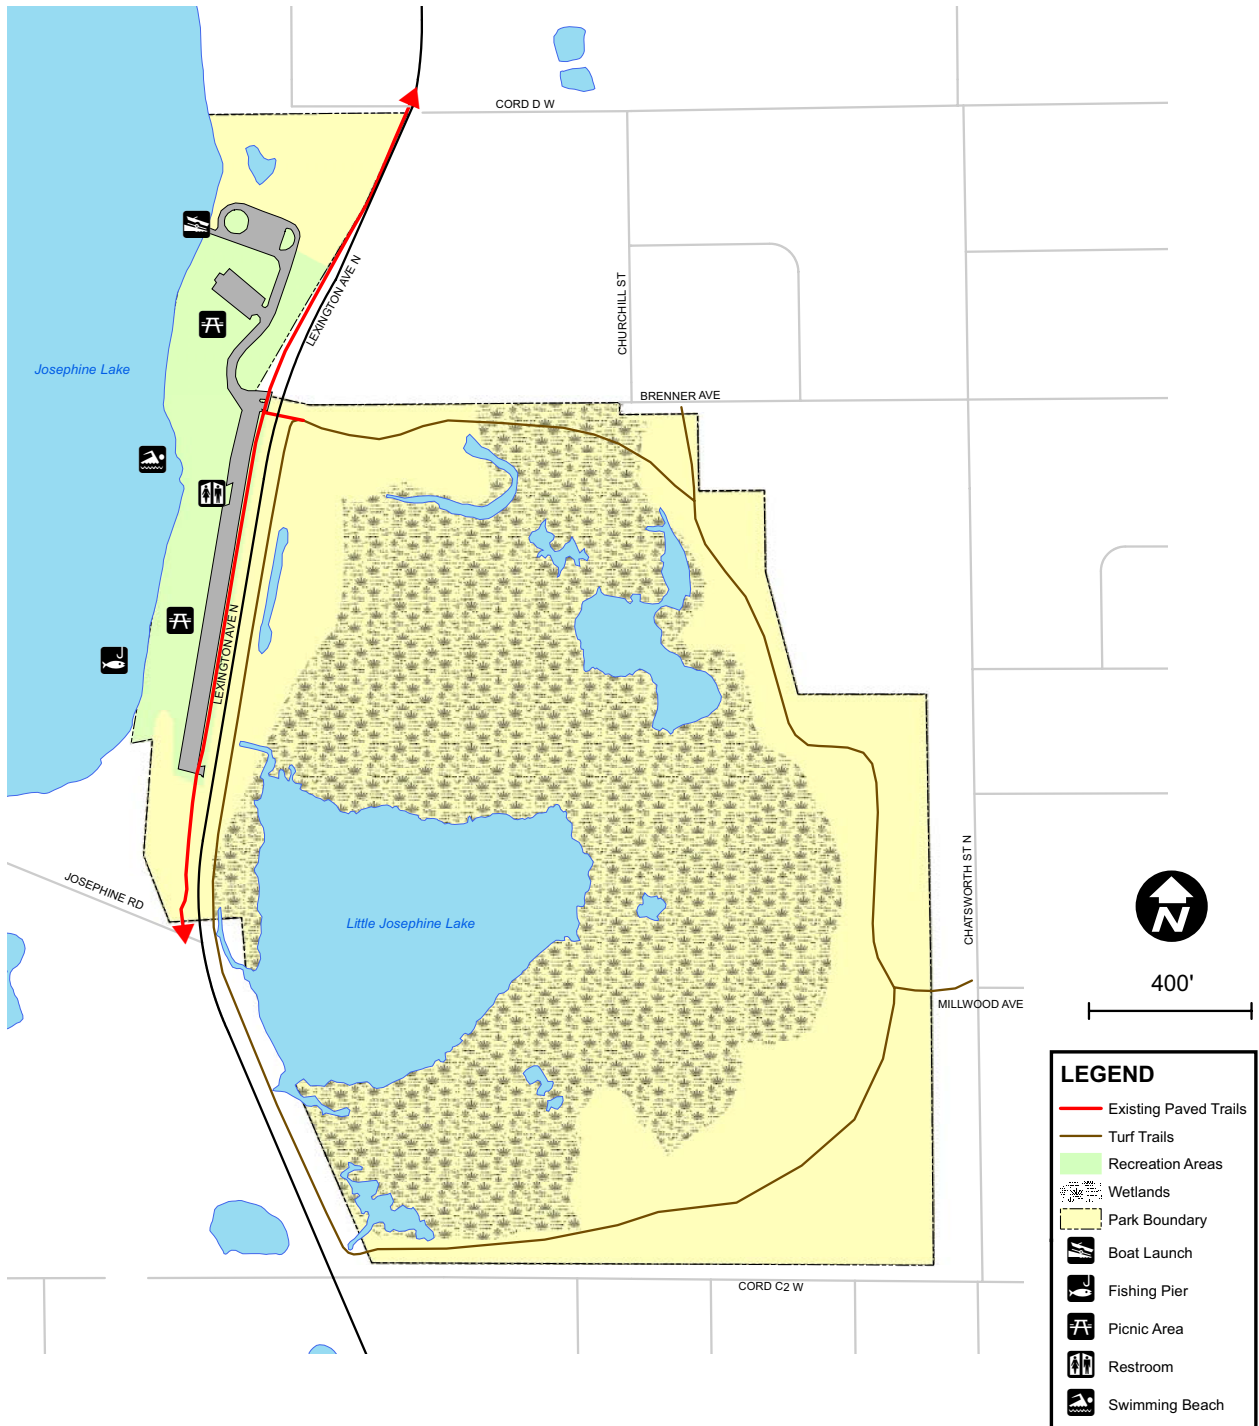 CORD D W
LEXINGTON AVE N
CHURCHILL ST
Josephine Lake
BRENNER AVE
LEXINGTON AVE N
CHATSWORTH ST N
JOSEPHINE RD
Little Josephine Lake
N
400'
MILLWOOD AVE
CORD C2 W
LEGEND
Existing Paved Trails
Turf Trails
Recreation Areas
Wetlands
Park Boundary
Boat Launch
Fishing Pier
Picnic Area
Restroom
Swimming Beach